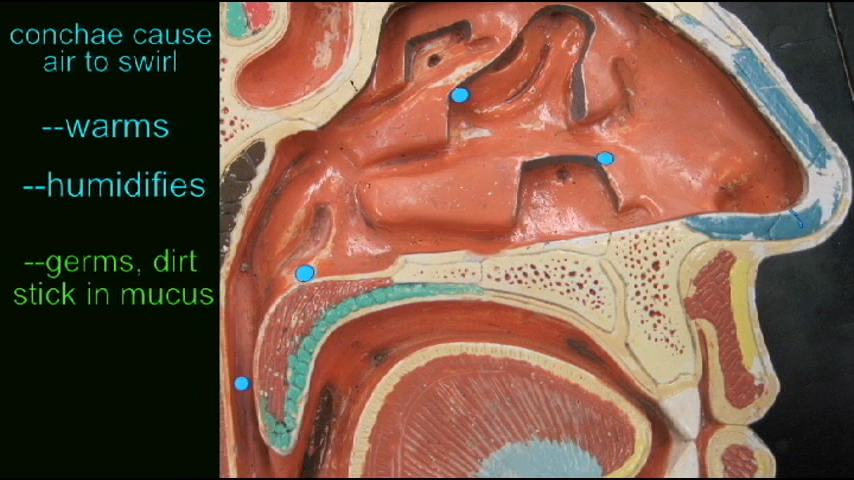 conchae cause
air to swirl
--warms
--humidifies
--germs, dirt
stick in mucus